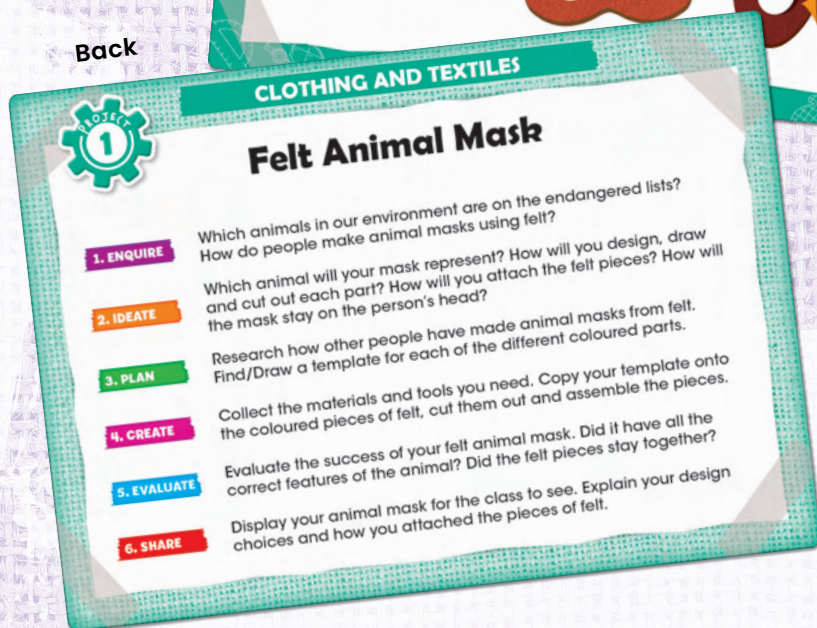 Back
CLOTHING AND TEXTILES
PROJECT
1
Felt Animal Mask
1. ENQUIRE
Which animals in our environment are on the endangered lists?
How do people make animal masks using felt?
2. IDEATE
Which animal will your mask represent? How will you design, draw
and cut out each part? How will you attach the felt pieces? How will
the mask stay on the person's head?
3. PLAN
Research how other people have made animal masks from felt.
Find/Draw a template for each of the different coloured parts.
4. CREATE
Collect the materials and tools you need. Copy your template onto
the coloured pieces of felt, cut them out and assemble the pieces.
5. EVALUATE
Evaluate the success of your felt animal mask. Did it have all the
correct features of the animal? Did the felt pieces stay together?
6. SHARE
Display your animal mask for the class to see. Explain your design
choices and how you attached the pieces of felt.